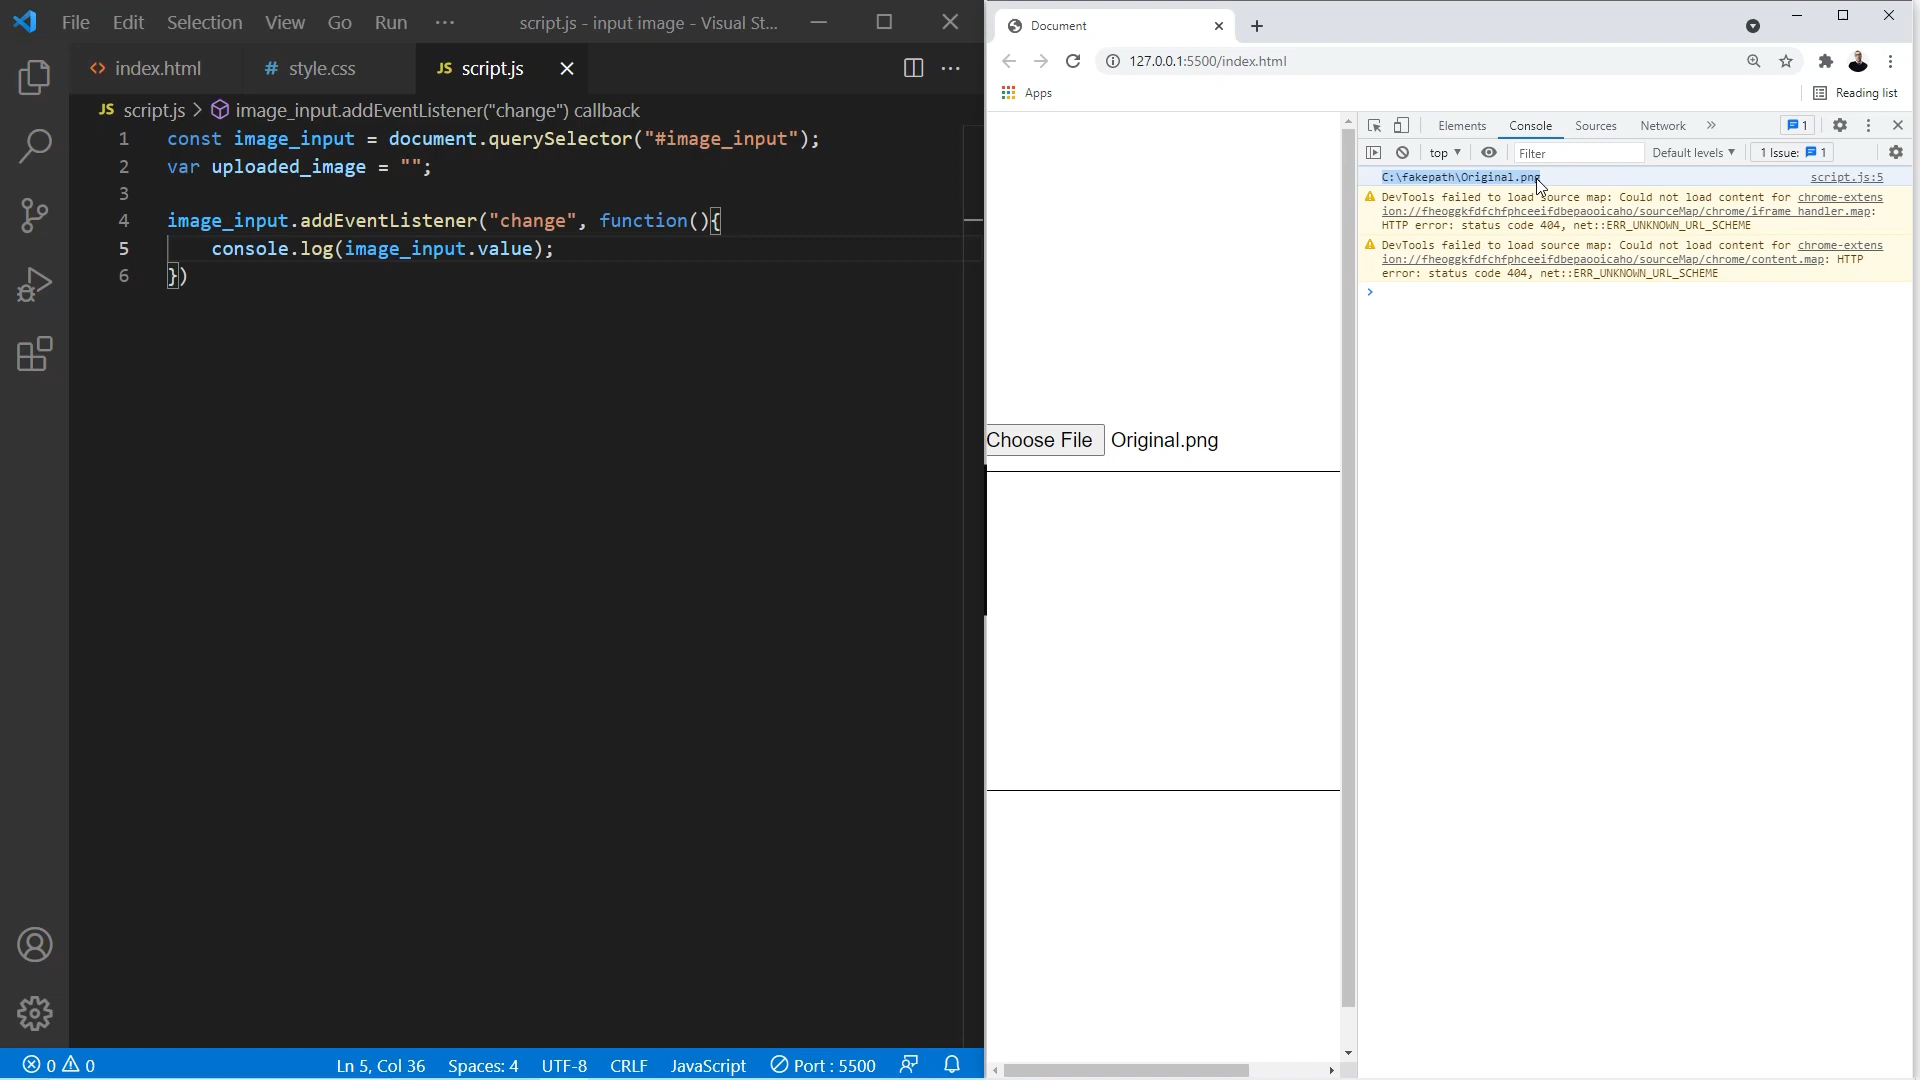 File Edit Selection View Go Run ··· script.js - input image - Visual St...
index.html style.css JS script.js
JS script.js > image_input.addEventListener("change") callback
1 const image_input = document.querySelector("#image_input");
2 var uploaded_image = "";
3
4 image_input.addEventListener("change", function(){
5 console.log(image_input.value);
6 })
0 0 Ln 5, Col 36 Spaces: 4 UTF-8 CRLF JavaScript Port : 5500
Document
127.0.0.1:5500/index.html
Apps Reading list
Choose File Original.png
Elements Console Sources Network » 1
top Filter Default levels 1 Issue: 1
C:\fakepath\Original.png script.js:5
DevTools failed to load source map: Could not load content for chrome-extens
ion://fheoggkfdfchfphceeifdbepaooicaho/sourceMap/chrome/iframe_handler.map:
HTTP error: status code 404, net::ERR_UNKNOWN_URL_SCHEME
DevTools failed to load source map: Could not load content for chrome-extens
ion://fheoggkfdfchfphceeifdbepaooicaho/sourceMap/chrome/content.map: HTTP
error: status code 404, net::ERR_UNKNOWN_URL_SCHEME